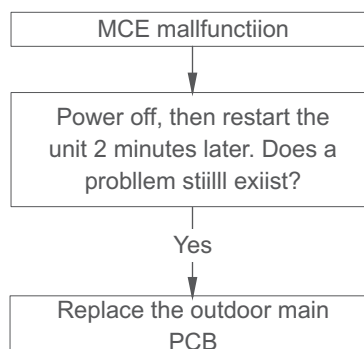 MCE mallfunctiion
Power off, then restart the
unit 2 minutes later. Does a
probllem stiilll exiist?
Yes
Replace the outdoor main
PCB